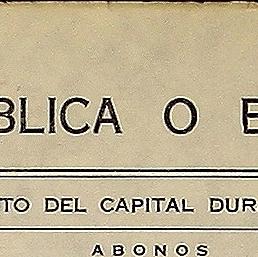 BLICA O E
TO DEL CAPITAL DUR
ABONOS